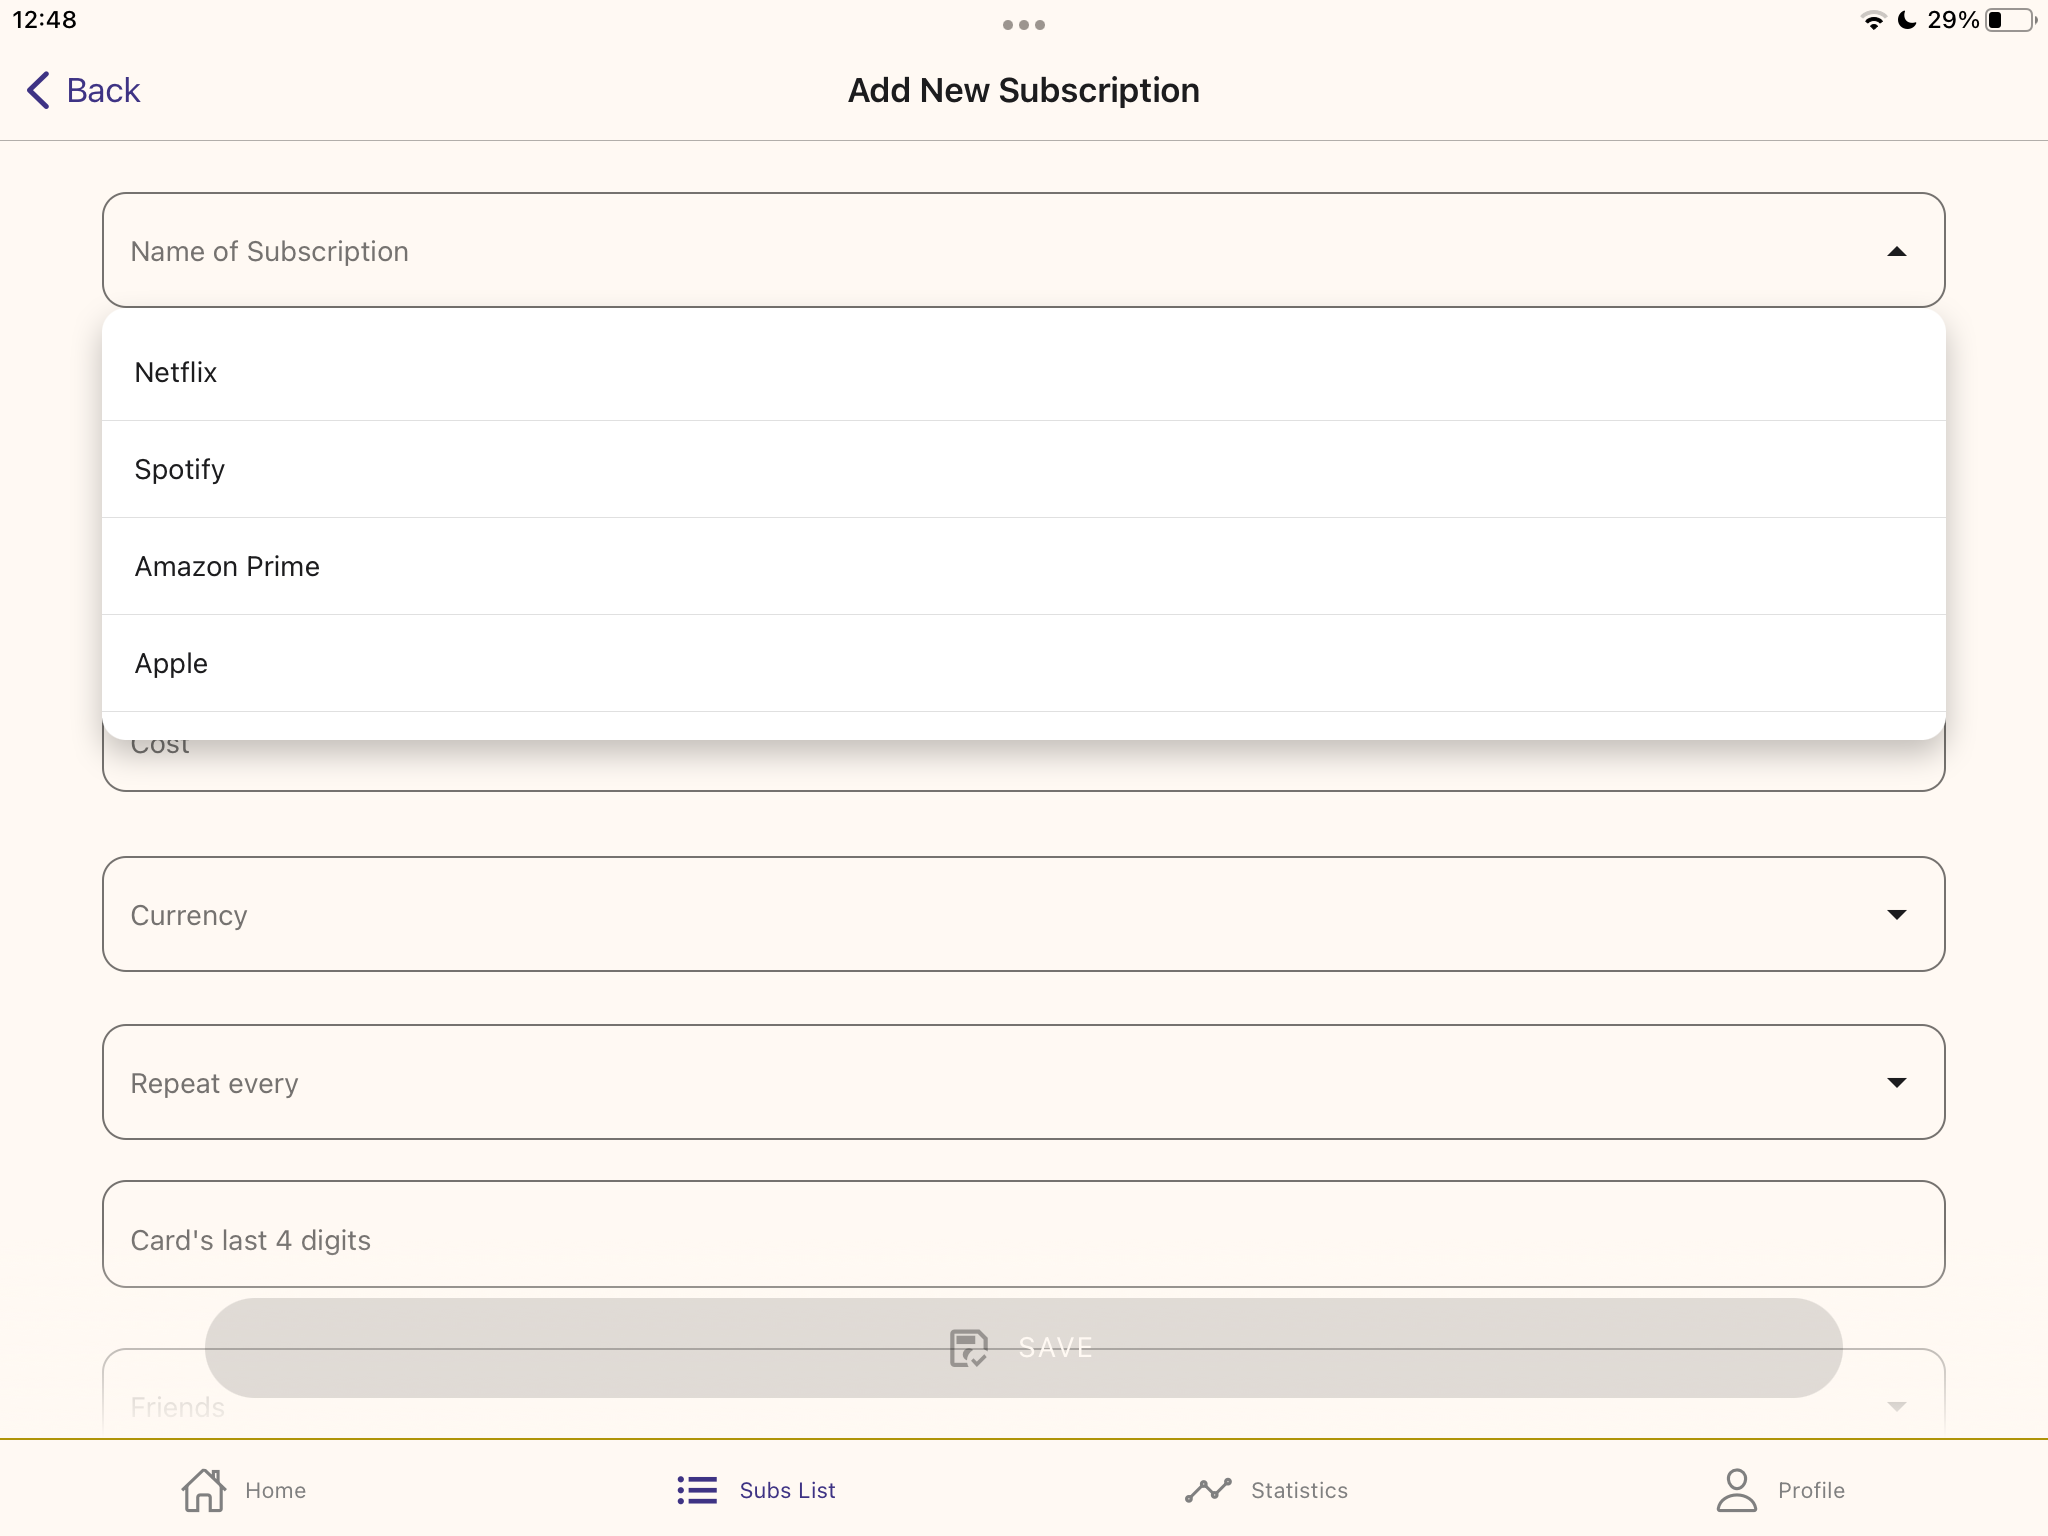 12:48
29%
Back
Add New Subscription
Name of Subscription
Netflix
Spotify
Amazon Prime
Apple
Cost
Currency
Repeat every
Card's last 4 digits
SAVE
Friends
Home
Subs List
Statistics
Profile